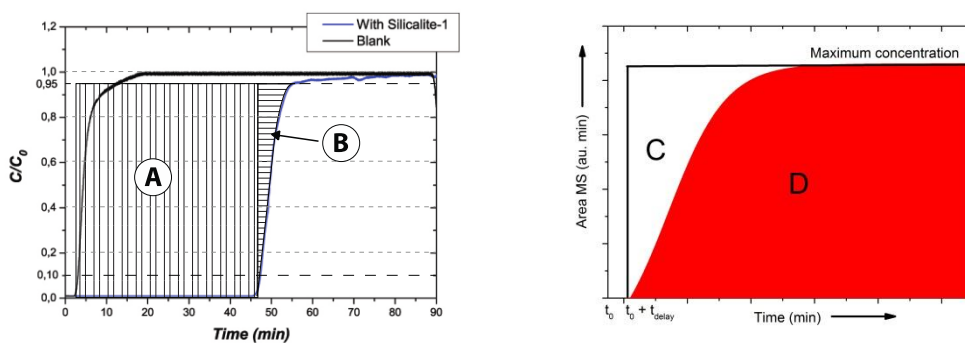 With Silicalite-1
Blank
1,2
1,0
0,95
0,8
0,6
0,4
0,2
0,10
0,0
C/C0
A
B
0 10 20 30 40 50 60 70 80 90
Time (min)
Maximum concentration
Area MS (au. min)
C
D
t0 t0 + tdelay
Time (min)